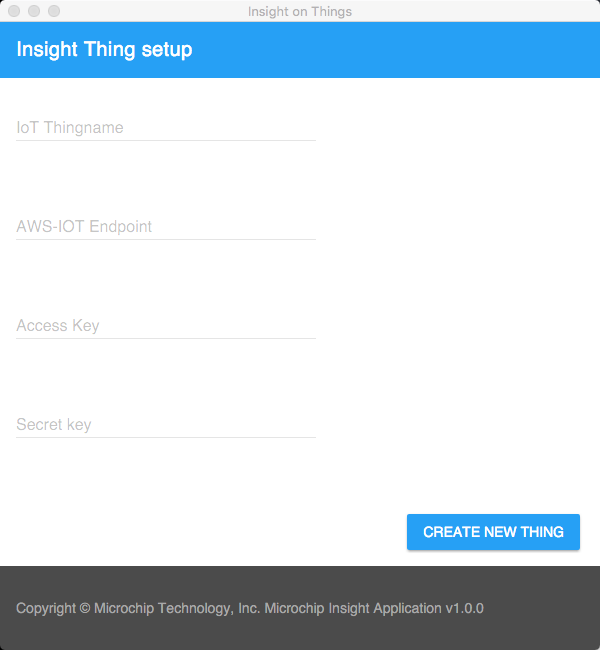 Insight on Things
Insight Thing setup
IoT Thingname
AWS-IOT Endpoint
Access Key
Secret key
CREATE NEW THING
Copyright © Microchip Technology, Inc. Microchip Insight Application v1.0.0